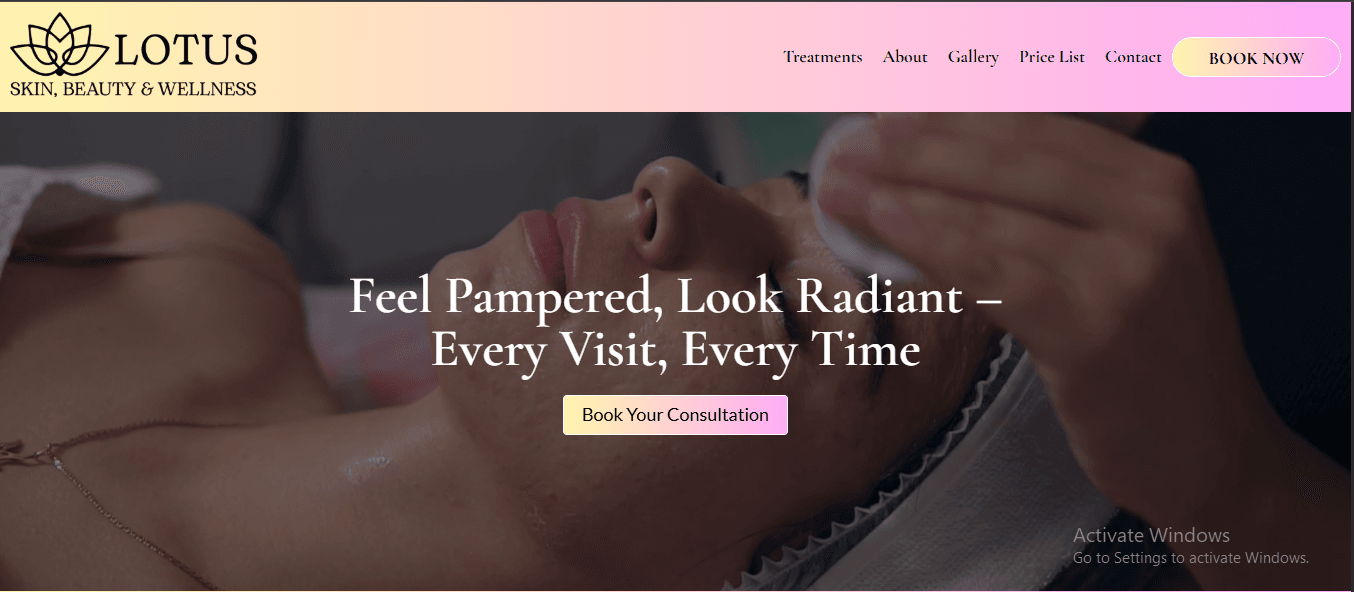 LOTUS
SKIN, BEAUTY & WELLNESS
Treatments About Gallery Price List Contact BOOK NOW
Feel Pampered, Look Radiant –
Every Visit, Every Time
Book Your Consultation
Activate Windows
Go to Settings to activate Windows.